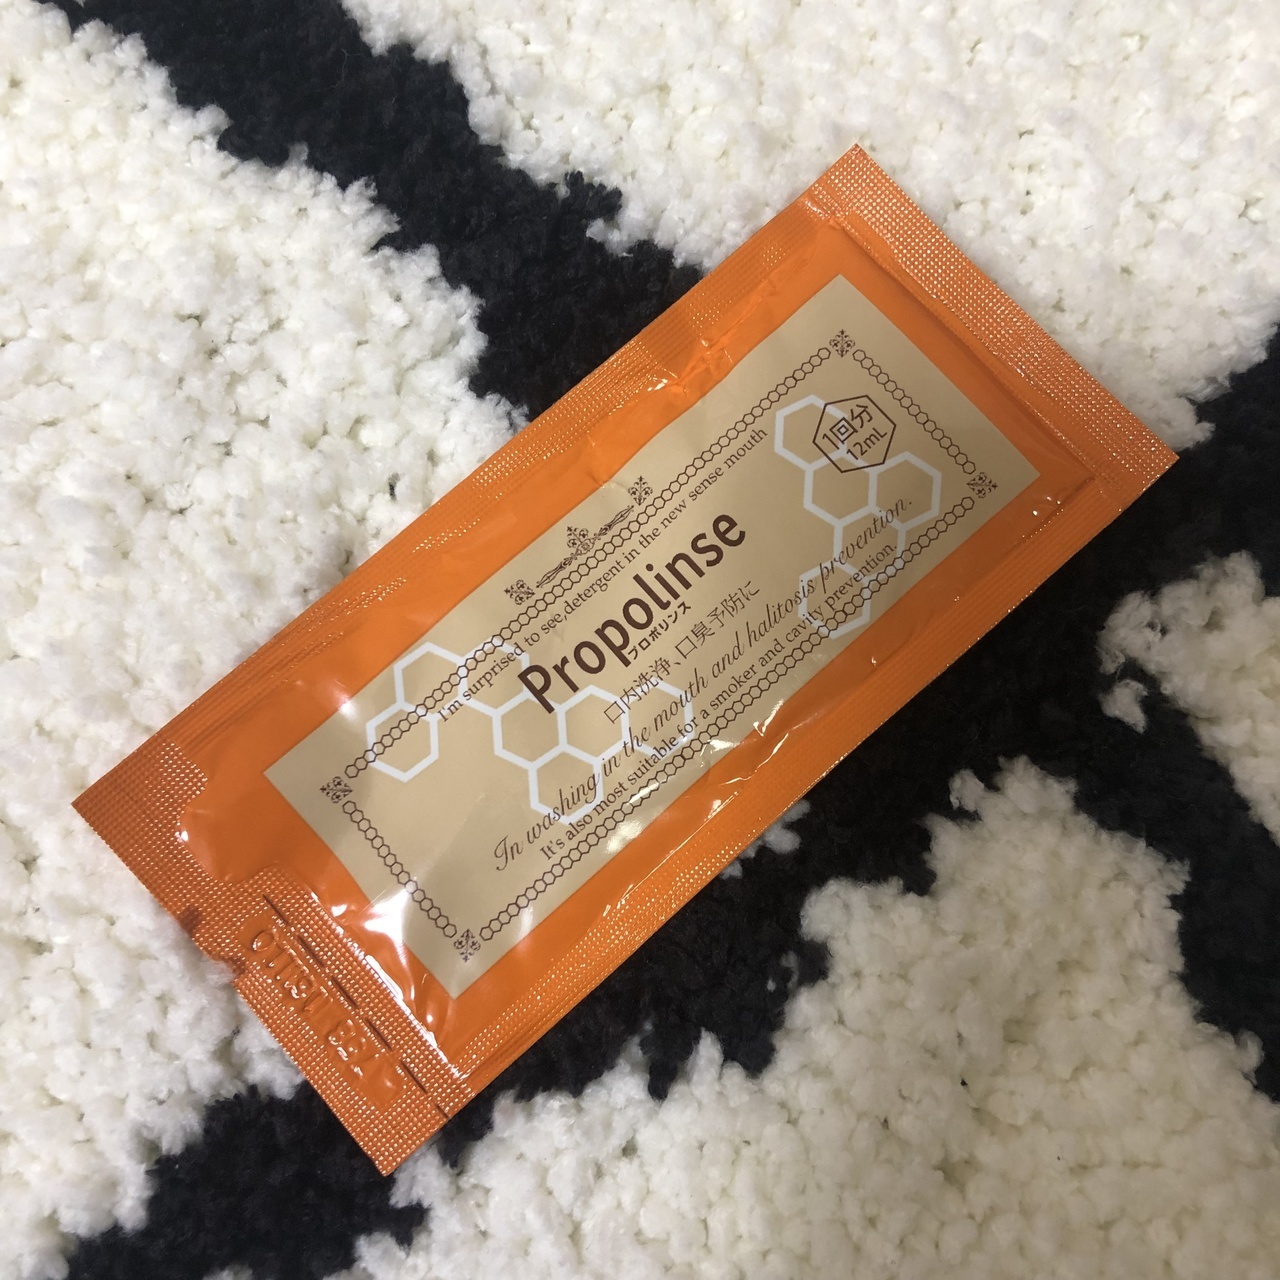 1回分
12mL
I'm surprised to see,detergent in the new sense mouth
Propolinse
プロポリンス
口内洗浄、口臭予防に
In washing in the mouth and halitosis prevention.
It's also most suitable for a smoker and cavity prevention.